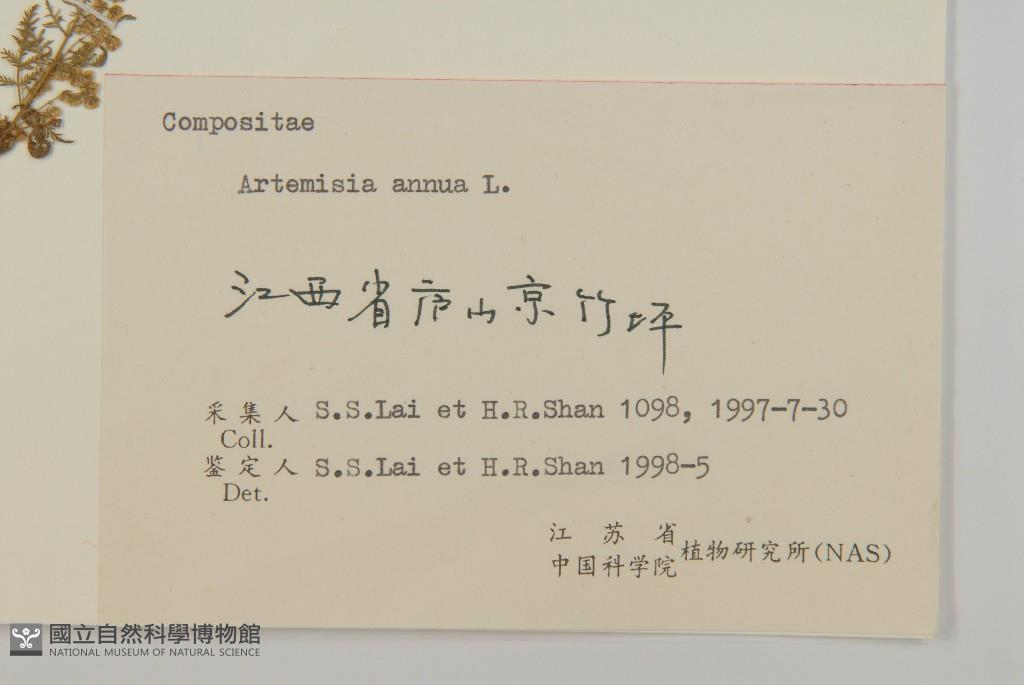 Compositae
Artemisia annua L.
江西省庐山京竹坪
采集人 S.S.Lai et H.R.Shan 1098, 1997-7-30
Coll.
鉴定人 S.S.Lai et H.R.Shan 1998-5
Det.
江苏省
中国科学院植物研究所(NAS)
國立自然科學博物館
NATIONAL MUSEUM OF NATURAL SCIENCE